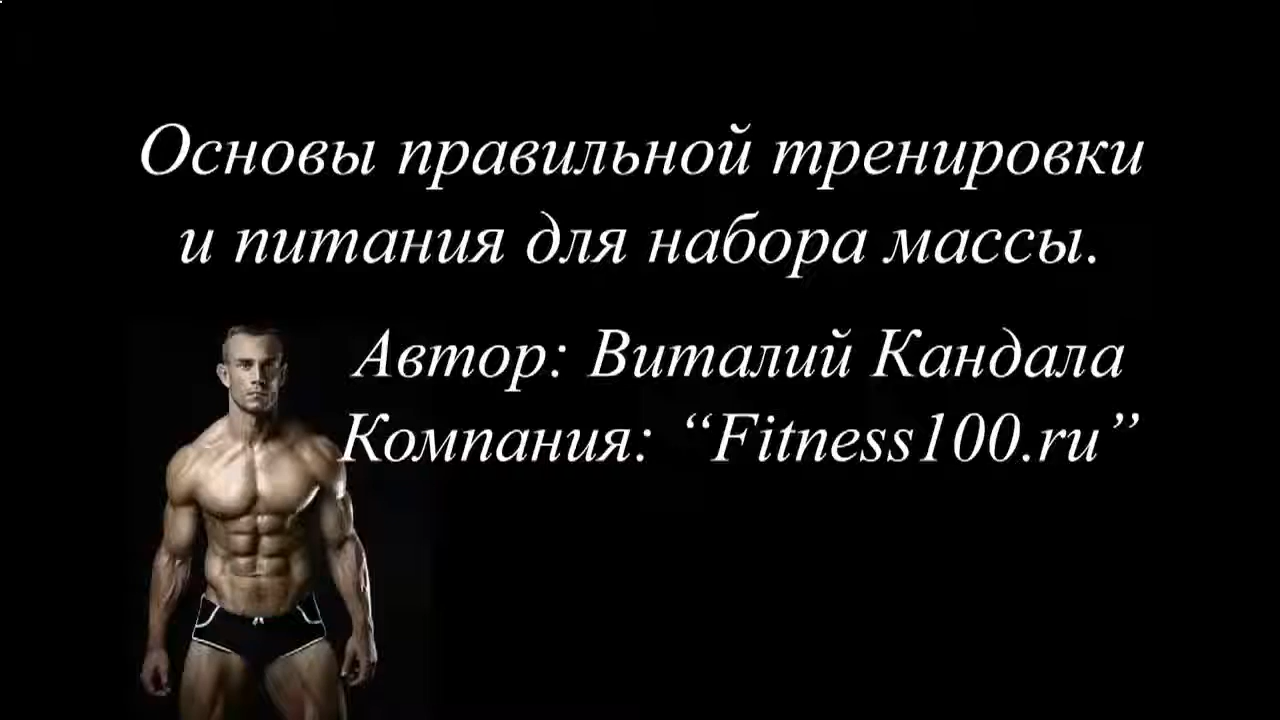 Основы правильной тренировки
и питания для набора массы.
Автор: Виталий Кандала
Компания: “Fitness100.ru”